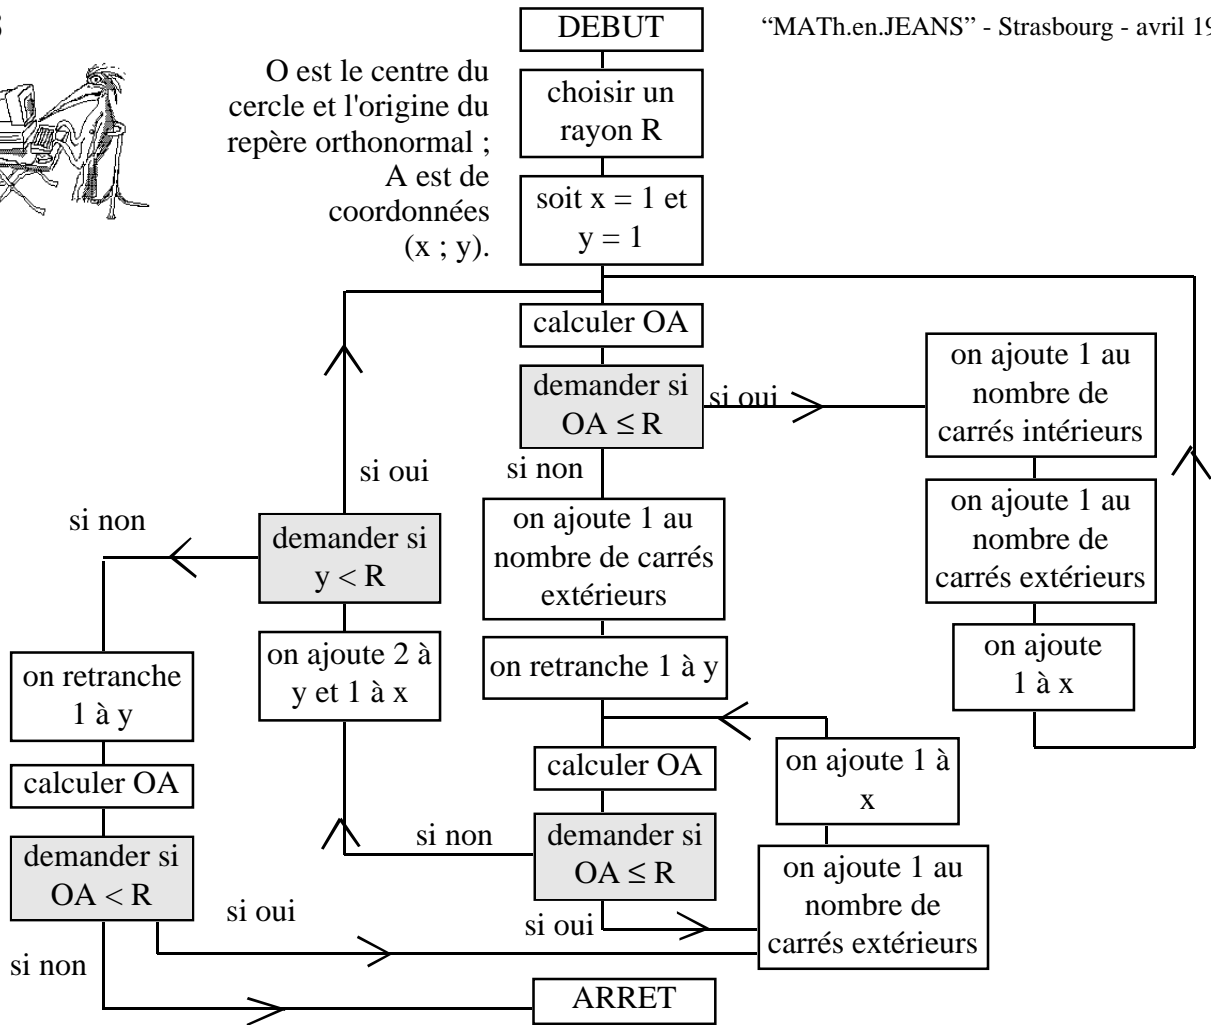 DEBUT
“MATh.en.JEANS” - Strasbourg - avril
O est le centre du
cercle et l'origine du
repère orthonormal ;
A est de
coordonnées
(x ; y).
choisir un
rayon R
soit x = 1 et
y = 1
calculer OA
demander si
OA ≤ R
si oui
on ajoute 1 au
nombre de
carrés intérieurs
on ajoute 1 au
nombre de
carrés extérieurs
on ajoute
1 à x
si non
on ajoute 1 au
nombre de carrés
extérieurs
on retranche 1 à y
calculer OA
demander si
OA ≤ R
si oui
on ajoute 1 au
nombre de
carrés extérieurs
on ajoute 1 à
x
si non
on ajoute 2 à
y et 1 à x
demander si
y < R
si oui
si non
on retranche
1 à y
calculer OA
demander si
OA < R
si oui
si non
ARRET